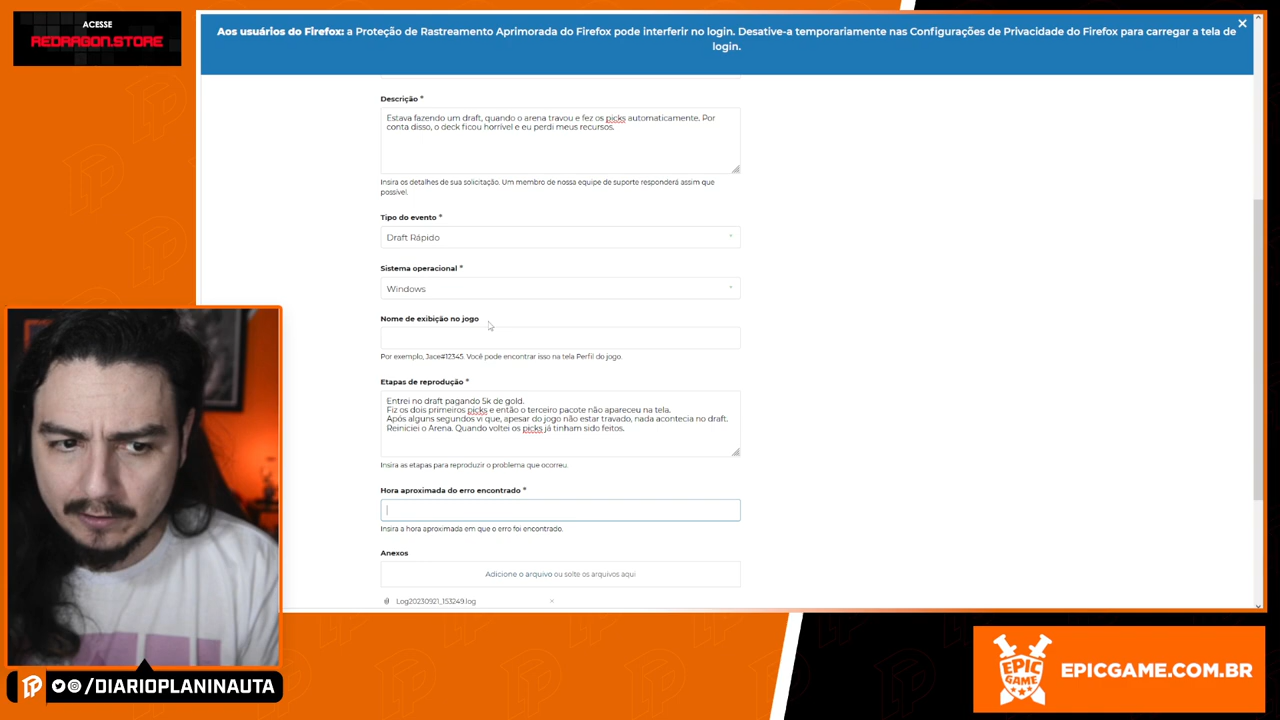 ACESSE
REDRAGON.STORE
Aos usuários do Firefox: a Proteção de Rastreamento Aprimorada do Firefox pode interferir no login. Desative-a temporariamente nas Configurações de Privacidade do Firefox para carregar a tela de
login.
Descrição *
Estava fazendo um draft, quando o arena travou e fez os picks automaticamente. Por
conta disso, o deck ficou horrível e eu perdi meus recursos.
Insira os detalhes de sua solicitação. Um membro de nossa equipe de suporte responderá assim que
possível.
Tipo do evento *
Draft Rápido
Sistema operacional *
Windows
Nome de exibição no jogo
Por exemplo, Jace#12345. Você pode encontrar isso na tela Perfil do jogo.
Etapas de reprodução *
Entrei no draft pagando 5k de gold.
Fiz os dois primeiros picks e então o terceiro pacote não apareceu na tela.
Após alguns segundos vi que, apesar do jogo não estar travado, nada acontecia no draft.
Reiniciei o Arena. Quando voltei os picks já tinham sido feitos.
Insira as etapas para reproduzir o problema que ocorreu.
Hora aproximada do erro encontrado *
Insira a hora aproximada em que o erro foi encontrado.
Anexos
Adicione o arquivo ou solte os arquivos aqui
Log20230921_153249.log
/DIARIOPLANINAUTA
EPIC
GAME
EPICGAME.COM.BR